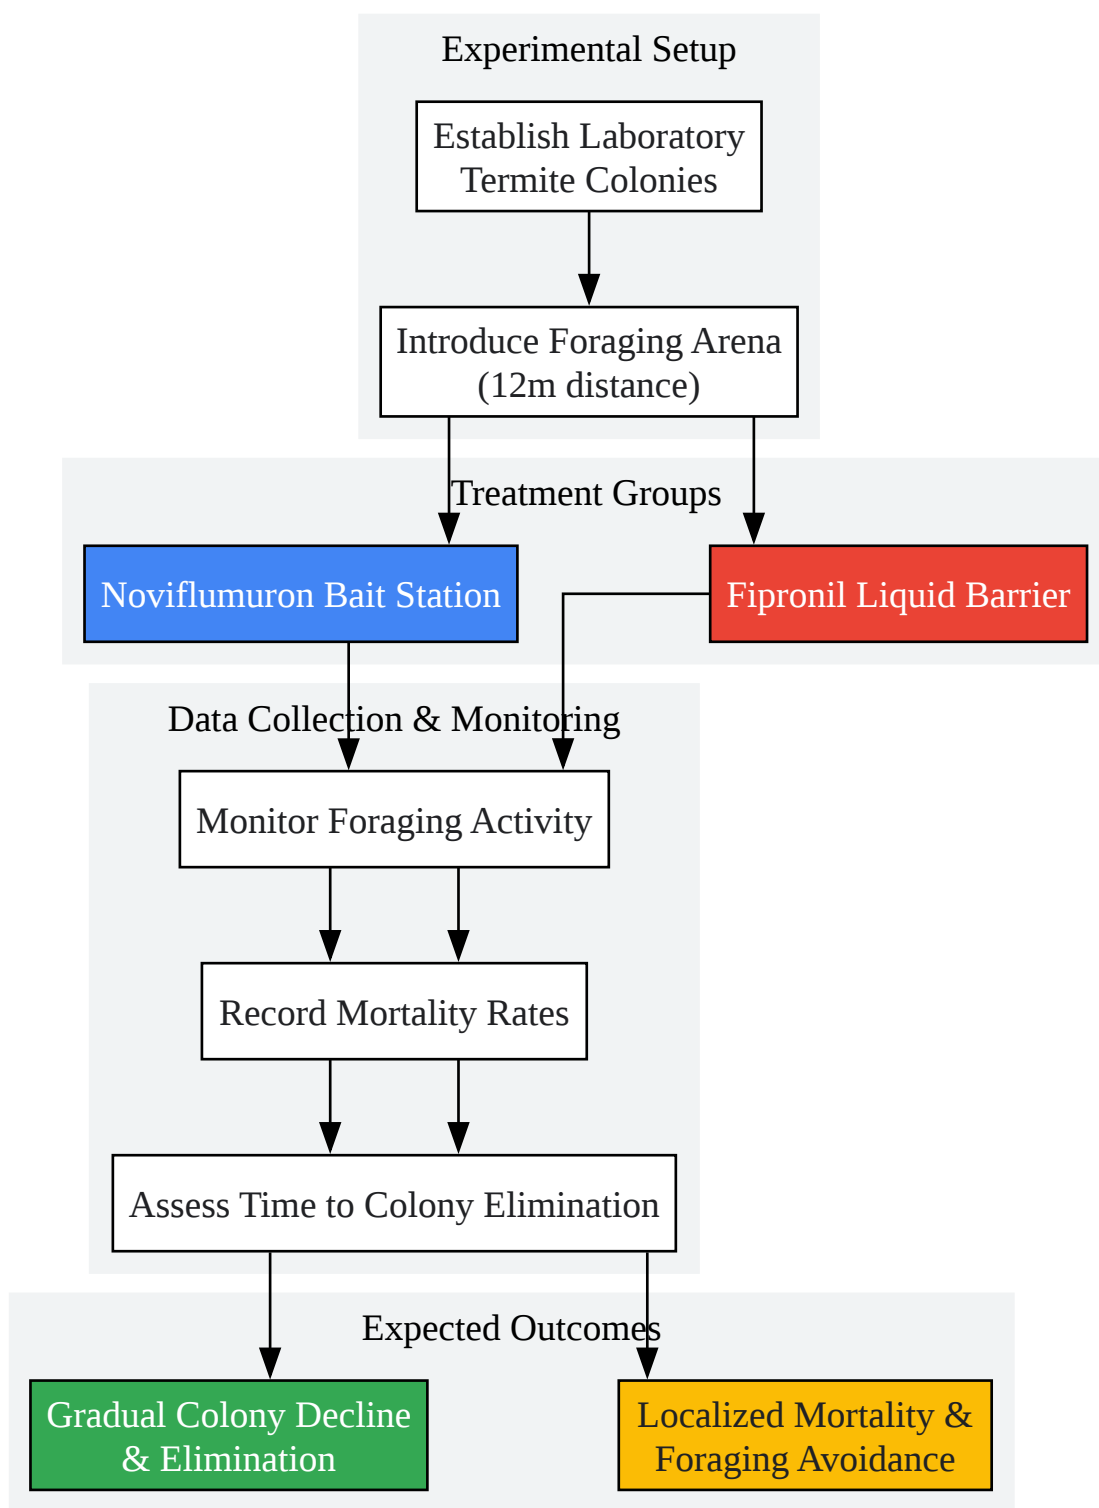 Experimental Setup
Establish Laboratory
Termite Colonies
Introduce Foraging Arena
(12m distance)
Treatment Groups
Noviflumuron Bait Station
Fipronil Liquid Barrier
Data Collection & Monitoring
Monitor Foraging Activity
Record Mortality Rates
Assess Time to Colony Elimination
Expected Outcomes
Gradual Colony Decline
& Elimination
Localized Mortality &
Foraging Avoidance